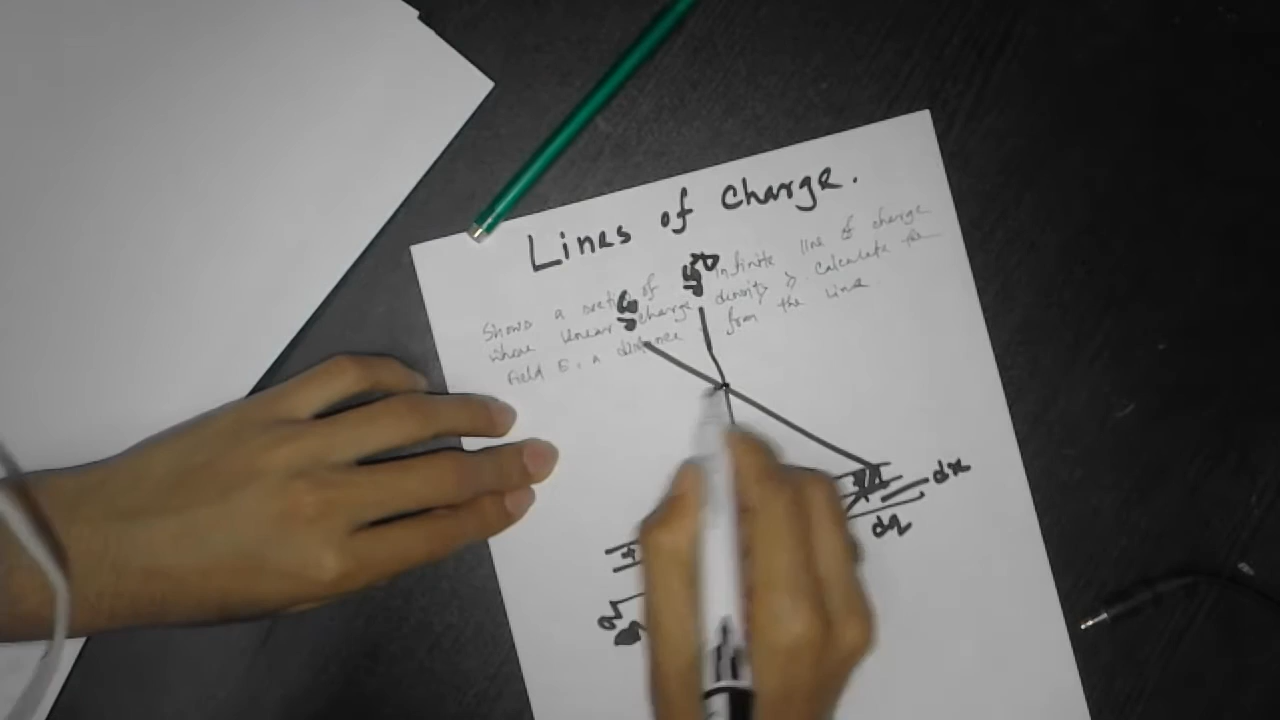 Lines of Charge.
Shows a section of infinite line of charge
whose linear charge density λ calculate the
Field E, a distance from the line
dx
dq